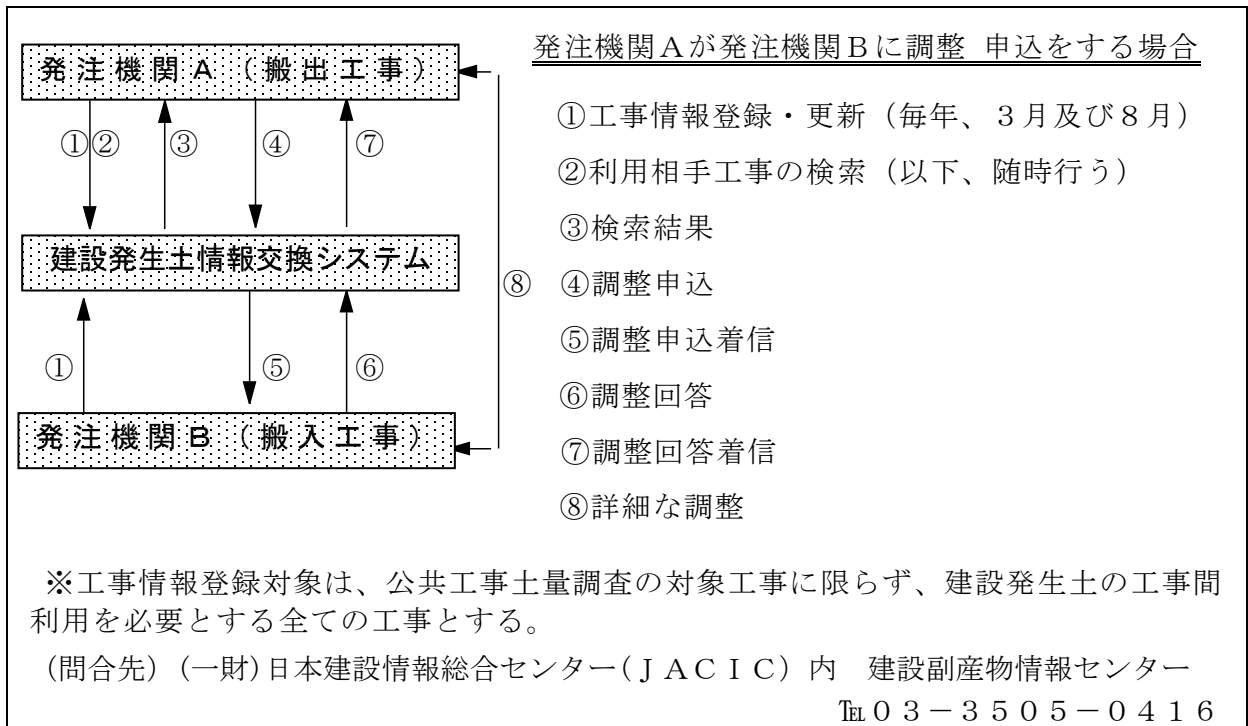 発注機関Aが発注機関Bに調整 申込をする場合
発注機関A(搬出工事)
①②
③
④
⑦
建設発生土情報交換システム
①
⑤
⑥
発注機関B(搬入工事)
⑧
①工事情報登録・更新(毎年、3月及び8月)
②利用相手工事の検索(以下、随時行う)
③検索結果
④調整申込
⑤調整申込着信
⑥調整回答
⑦調整回答着信
⑧詳細な調整
※工事情報登録対象は、公共工事土量調査の対象工事に限らず、建設発生土の工事間
利用を必要とする全ての工事とする。
(問合先)(一財)日本建設情報総合センター(JACIC)内 建設副産物情報センター
℡03-3505-0416